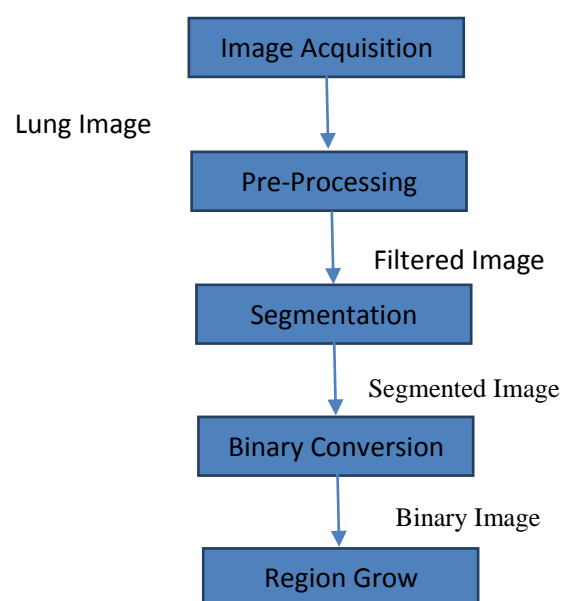 Image Acquisition
Lung Image
Pre-Processing
Filtered Image
Segmentation
Segmented Image
Binary Conversion
Binary Image
Region Grow